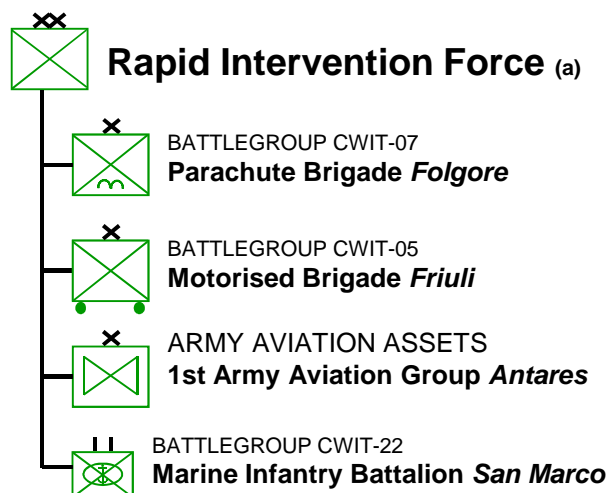 Rapid Intervention Force (a)
BATTLEGROUP CWIT-07
Parachute Brigade Folgore
BATTLEGROUP CWIT-05
Motorised Brigade Friuli
ARMY AVIATION ASSETS
1st Army Aviation Group Antares
BATTLEGROUP CWIT-22
Marine Infantry Battalion San Marco